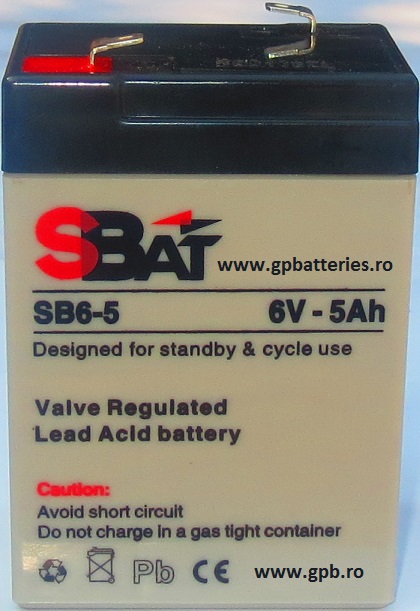 SBAT
www.gpbatteries.ro
SB6-5 6V - 5Ah
Designed for standby & cycle use
Valve Regulated
Lead Acid battery
Caution:
Avoid short circuit
Do not charge in a gas tight container
Pb CE www.gpb.ro